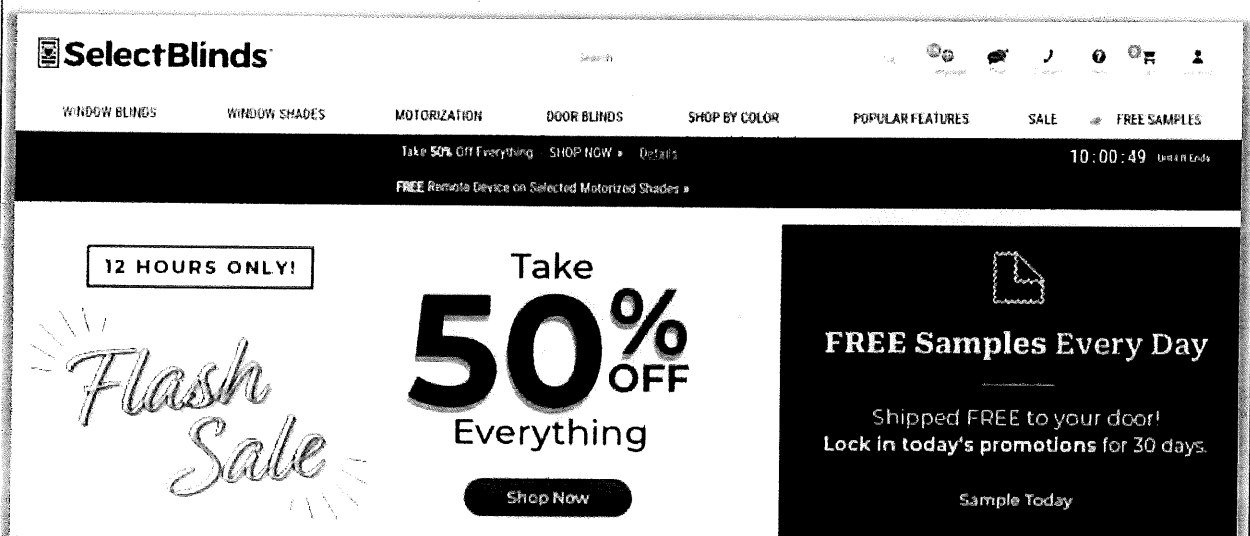 SelectBlinds
Search
WINDOW BLINDS WINDOW SHADES MOTORIZATION DOOR BLINDS SHOP BY COLOR POPULAR FEATURES SALE FREE SAMPLES
Take 50% Off Everything SHOP NOW » Details
10:00:49
FREE Remote Device on Selected Motorized Shades »
12 HOURS ONLY!
Flash
Sale
Take
50%
OFF
Everything
Shop Now
FREE Samples Every Day
Shipped FREE to your door!
Lock in today's promotions for 30 days.
Sample Today